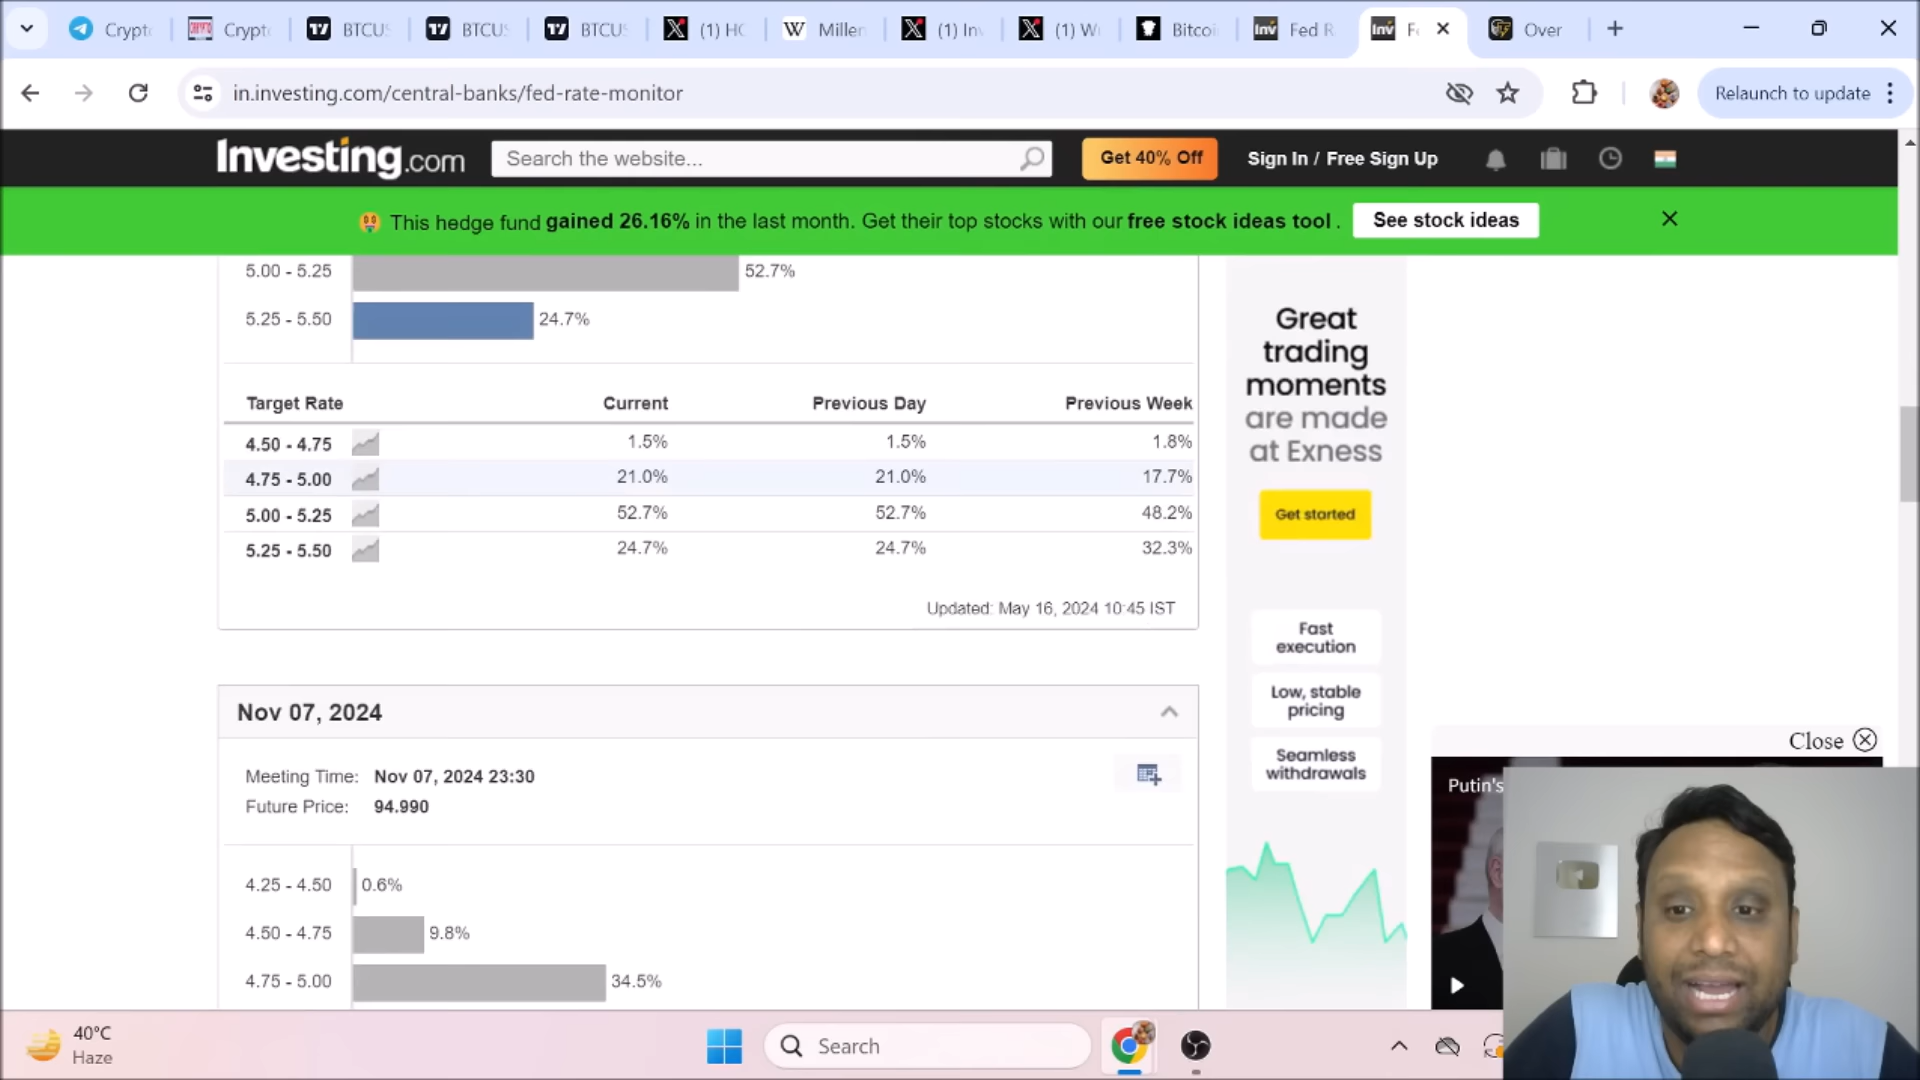 Crypt
Crypt
BTCUS
BTCUS
BTCUS
(1) HO
W Miller
(1) In
(1) W
Bitcoi
Inv Fed R
Inv
Over
in.investing.com/central-banks/fed-rate-monitor
Relaunch to update
Investing.com
Search the website...
Get 40% Off
Sign In / Free Sign Up
This hedge fund gained 26.16% in the last month. Get their top stocks with our free stock ideas tool .
See stock ideas
5.00 - 5.25 52.7%
5.25 - 5.50 24.7%
Target Rate Current Previous Day Previous Week
4.50 - 4.75 1.5% 1.5% 1.8%
4.75 - 5.00 21.0% 21.0% 17.7%
5.00 - 5.25 52.7% 52.7% 48.2%
5.25 - 5.50 24.7% 24.7% 32.3%
Updated: May 16, 2024 10:45 IST
Nov 07, 2024
Meeting Time: Nov 07, 2024 23:30
Future Price: 94.990
4.25 - 4.50 0.6%
4.50 - 4.75 9.8%
4.75 - 5.00 34.5%
Great
trading
moments
are made
at Exness
Get started
Fast
execution
Low, stable
pricing
Seamless
withdrawals
Close
Putin's
40°C
Haze
Search